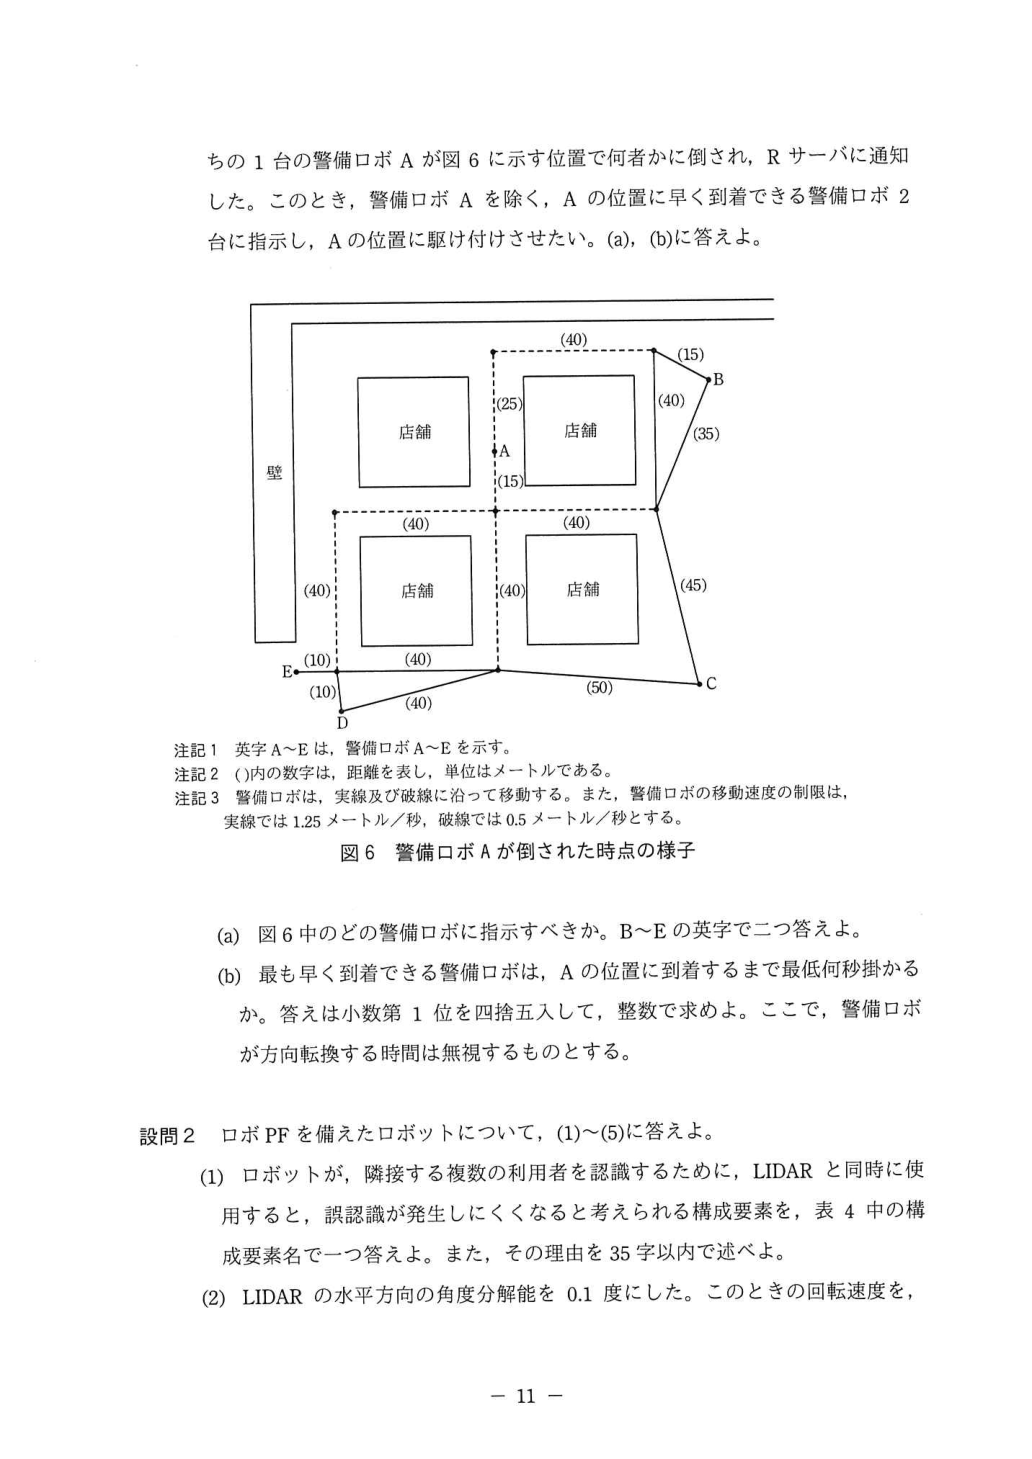 ちの 1 台の警備ロボ A が図 6 に示す位置で何者かに倒され，R サーバに通知
した。このとき，警備ロボ A を除く，A の位置に早く到着できる警備ロボ 2
台に指示し，A の位置に駆け付けさせたい。(a)，(b)に答えよ。
(40)
(15)
B
(25)
(40)
店舗
店舗
(35)
A
壁
(15)
(40)
(40)
(40)
店舗
(40)
店舗
(45)
E
(10)
(40)
(10)
(40)
(50)
C
D
注記 1　英字 A～E は，警備ロボ A～E を示す。
注記 2　( )内の数字は，距離を表し，単位はメートルである。
注記 3　警備ロボは，実線及び破線に沿って移動する。また，警備ロボの移動速度の制限は，
実線では 1.25 メートル／秒，破線では 0.5 メートル／秒とする。
図 6　警備ロボ A が倒された時点の様子
(a)　図 6 中のどの警備ロボに指示すべきか。B～E の英字で二つ答えよ。
(b)　最も早く到着できる警備ロボは，A の位置に到着するまで最低何秒掛かる
か。答えは小数第 1 位を四捨五入して，整数で求めよ。ここで，警備ロボ
が方向転換する時間は無視するものとする。
設問 2　ロボ PF を備えたロボットについて，(1)～(5)に答えよ。
(1)　ロボットが，隣接する複数の利用者を認識するために，LIDAR と同時に使
用すると，誤認識が発生しにくくなると考えられる構成要素を，表 4 中の構
成要素名で一つ答えよ。また，その理由を 35 字以内で述べよ。
(2)　LIDAR の水平方向の角度分解能を 0.1 度にした。このときの回転速度を，
－ 11 －